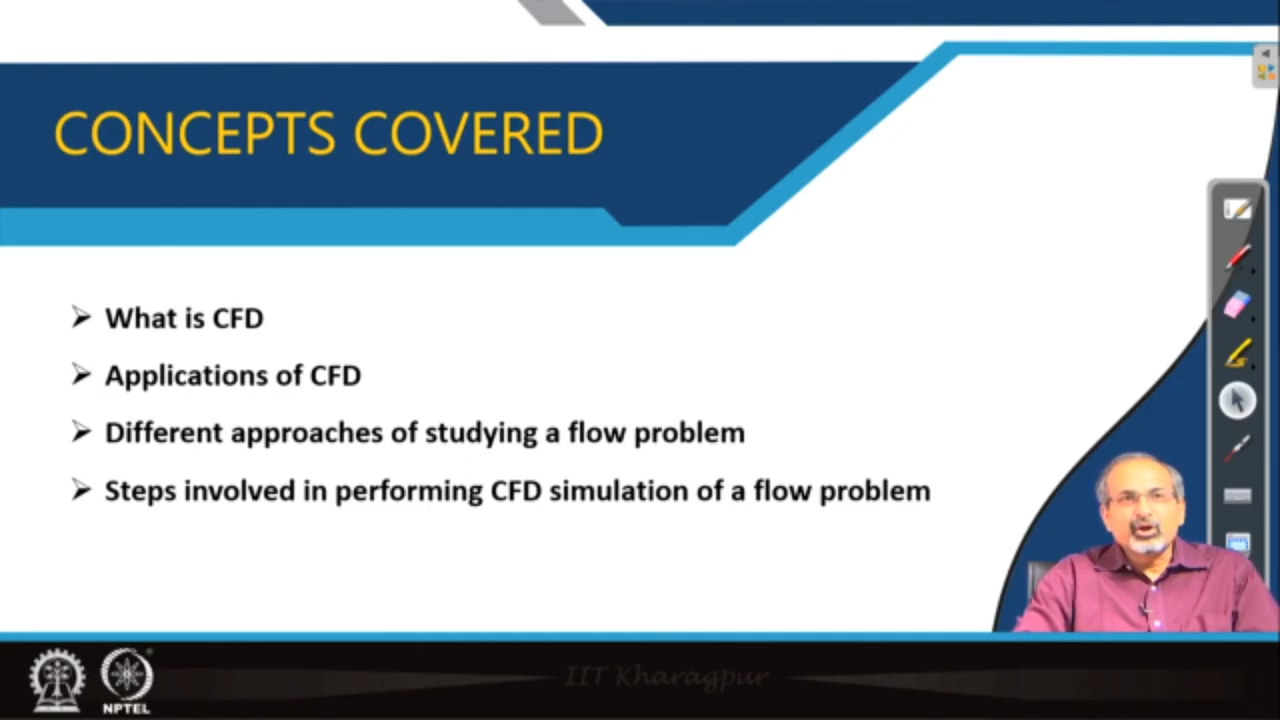 CONCEPTS COVERED
What is CFD
Applications of CFD
Different approaches of studying a flow problem
Steps involved in performing CFD simulation of a flow problem
IIT Kharagpur
NPTEL